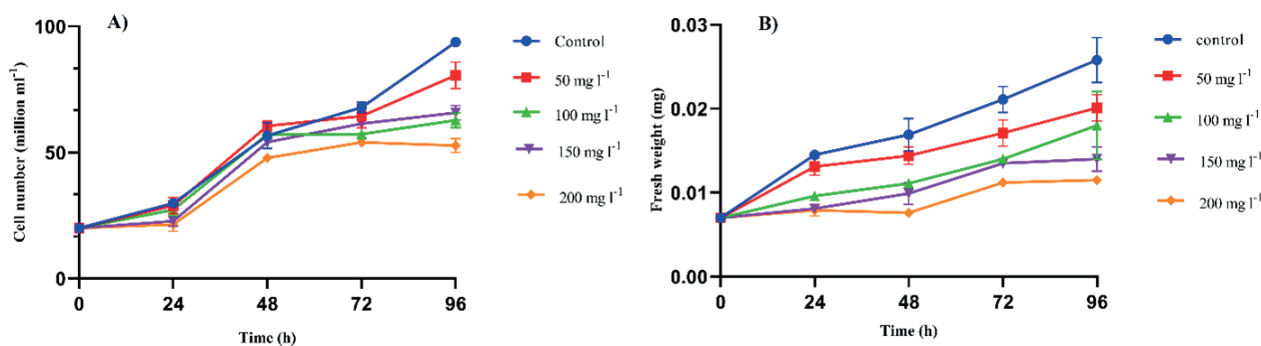 A)
Cell number (million ml⁻¹)
100
50
0
0 24 48 72 96
Time (h)
Control
50 mg l⁻¹
100 mg l⁻¹
150 mg l⁻¹
200 mg l⁻¹
B)
Fresh weight (mg)
0.03
0.02
0.01
0.00
0 24 48 72 96
Time (h)
control
50 mg l⁻¹
100 mg l⁻¹
150 mg l⁻¹
200 mg l⁻¹